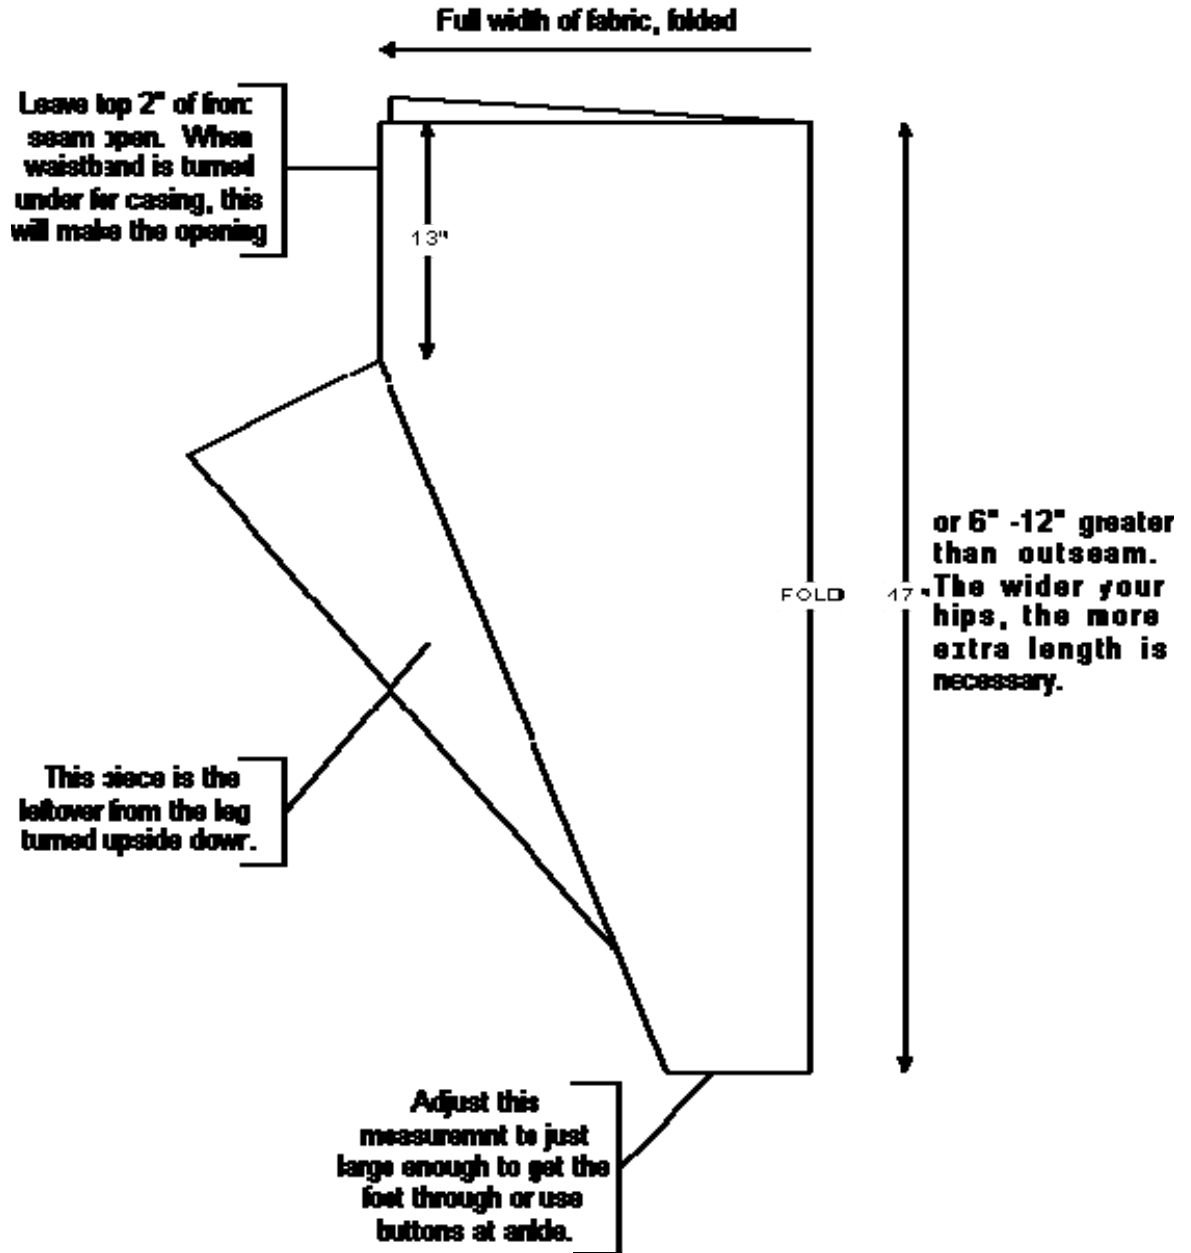 Full width of fabric, folded
Leave top 2" of front
seam open. When
waistband is turned
under for casing, this
will make the opening
13"
or 6" -12" greater
than outseam.
FOLD
47"
The wider your
hips, the more
extra length is
necessary.
This piece is the
leftover from the leg
turned upside down.
Adjust this
measuremnt to just
large enough to get the
foot through or use
buttons at ankle.